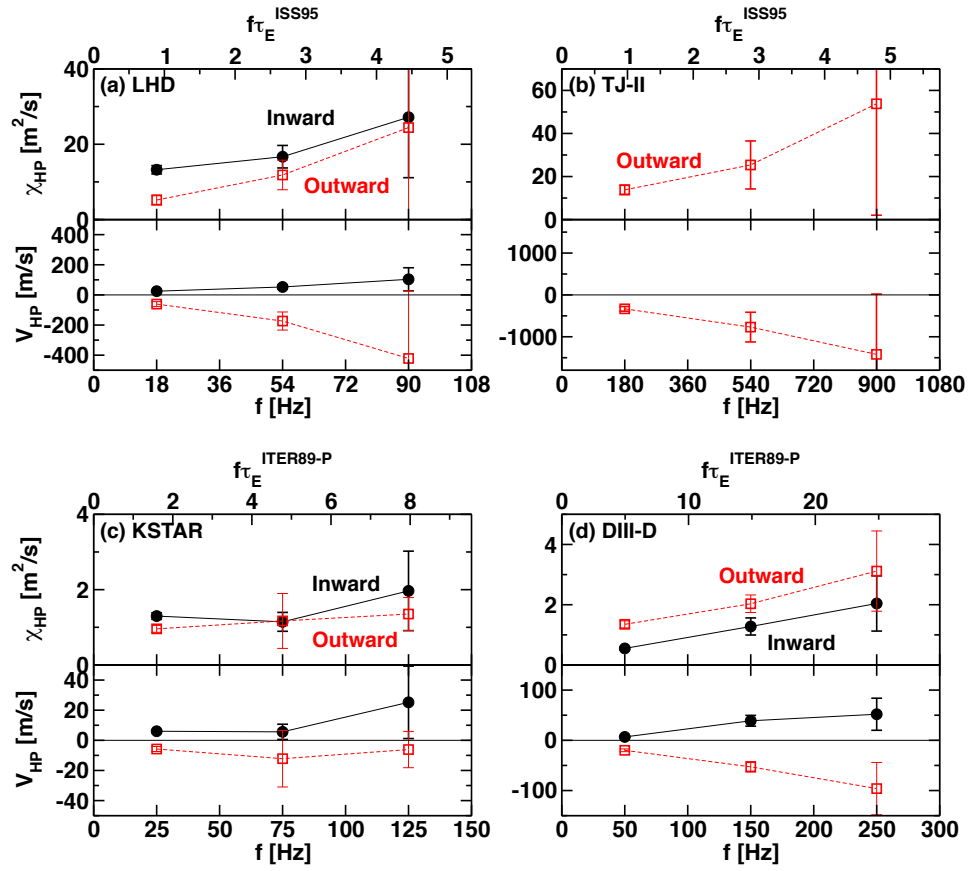 fτ_E^ISS95
fτ_E^ISS95
0 1 2 3 4 5
0 1 2 3 4 5
(a) LHD
(b) TJ-II
40
20
0
χ_HP [m²/s]
Inward
Outward
60
40
20
0
Outward
400
200
0
-200
-400
V_HP [m/s]
1000
0
-1000
0 18 36 54 72 90 108
f [Hz]
0 180 360 540 720 900 1080
f [Hz]
fτ_E^ITER89-P
fτ_E^ITER89-P
0 2 4 6 8
0 10 20
(c) KSTAR
(d) DIII-D
4
2
0
χ_HP [m²/s]
Inward
Outward
4
2
0
Outward
Inward
40
20
0
-20
-40
V_HP [m/s]
100
0
-100
0 25 50 75 100 125 150
f [Hz]
0 50 100 150 200 250 300
f [Hz]